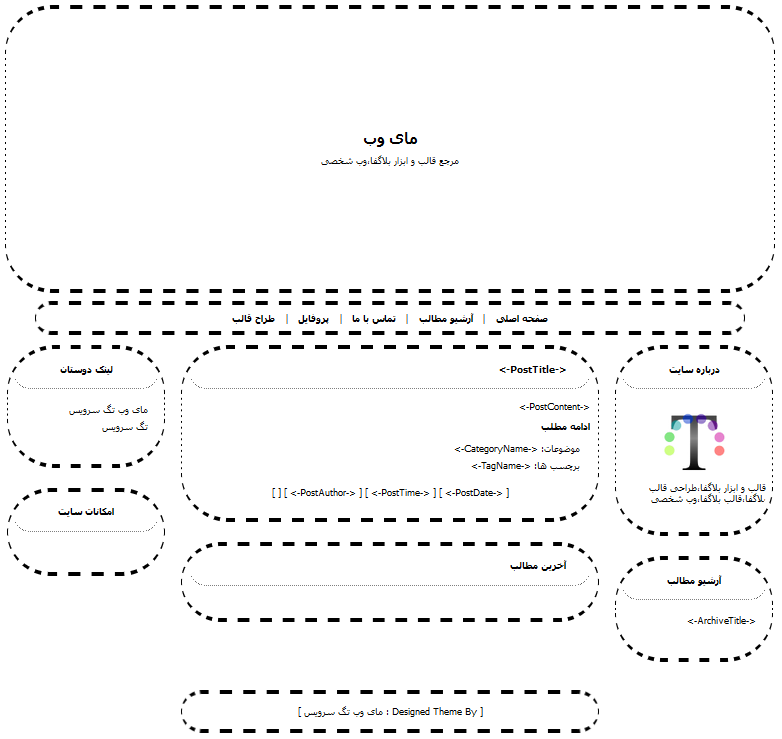 مای وب
مرجع قالب و ابزار بلاگفا،وب شخصی
صفحه اصلی | آرشیو مطالب | تماس با ما | پروفایل | طراح قالب
درباره سایت
T
قالب و ابزار بلاگفا،طراحی قالب
بلاگفا،قالب بلاگفا،وب شخصی
آرشیو مطالب
<-ArchiveTitle->
<-PostTitle->
<-PostContent->
ادامه مطلب
موضوعات: <-CategoryName->
برچسب ها: <-TagName->
[ ] [ <-PostAuthor-> ] [ <-PostTime-> ] [ <-PostDate-> ]
آخرین مطالب
لینک دوستان
مای وب تگ سرویس
تگ سرویس
امکانات سایت
[ مای وب تگ سرویس : Designed Theme By ]